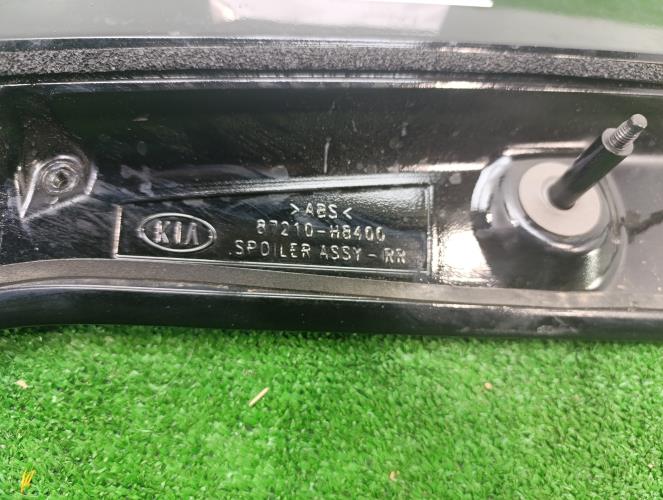 >ABS<
KIA
87210-H8400
SPOILER ASSY-RR